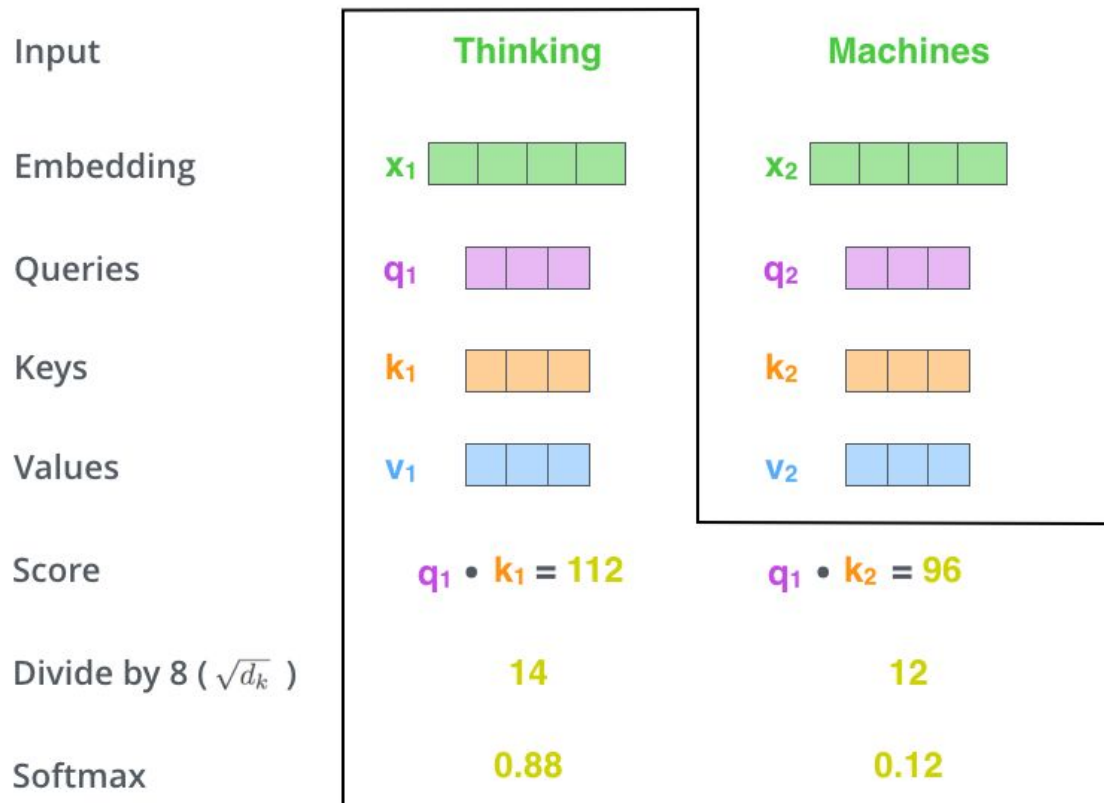 Input Thinking Machines
Embedding x₁ x₂
Queries q₁ q₂
Keys k₁ k₂
Values v₁ v₂
Score q₁ • k₁ = 112 q₁ • k₂ = 96
Divide by 8 ( √dₖ ) 14 12
Softmax 0.88 0.12